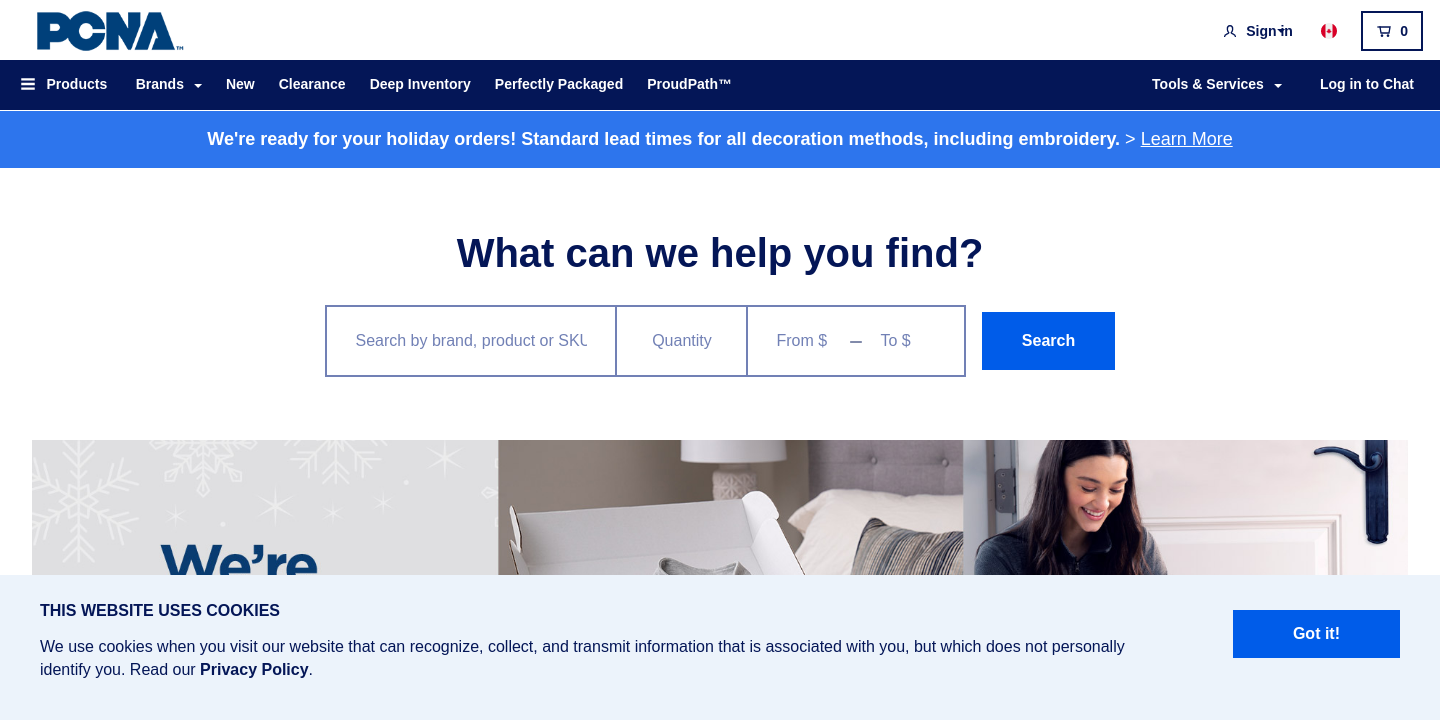 PCNA™
Sign in
0
Products
Brands
New
Clearance
Deep Inventory
Perfectly Packaged
ProudPath™
Tools & Services
Log in to Chat
We're ready for your holiday orders! Standard lead times for all decoration methods, including embroidery. > Learn More
What can we help you find?
Search by brand, product or SKU
Quantity
From $
To $
Search
We’re
THIS WEBSITE USES COOKIES
We use cookies when you visit our website that can recognize, collect, and transmit information that is associated with you, but which does not personally
identify you. Read our Privacy Policy.
Got it!